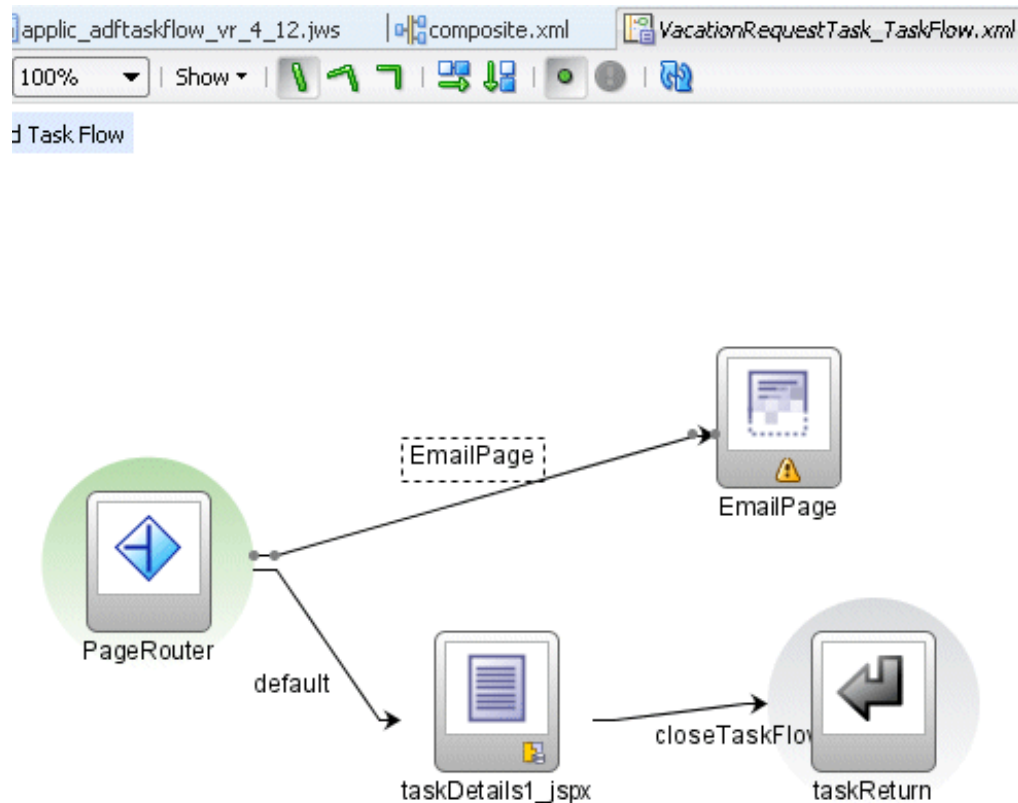 applic_adftaskflow_vr_4_12.jws composite.xml VacationRequestTask_TaskFlow.xml
100% Show
d Task Flow
EmailPage
EmailPage
PageRouter
default
closeTaskFlow
taskDetails1_jspx taskReturn